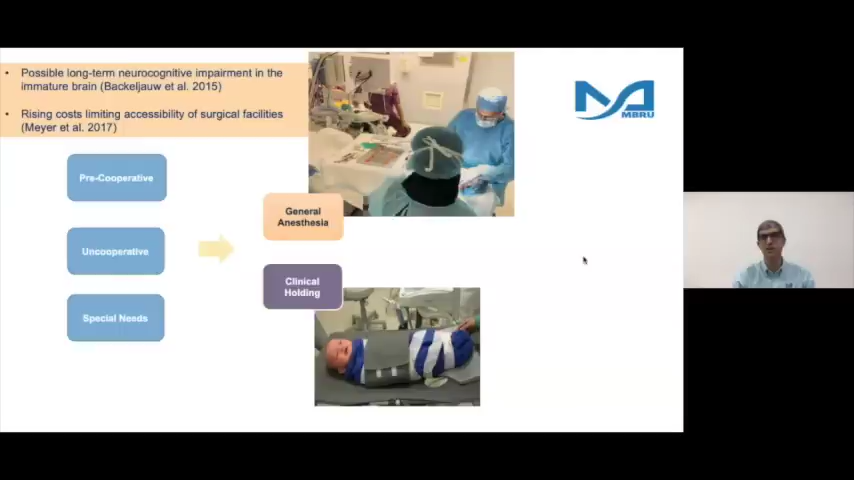 • Possible long-term neurocognitive impairment in the
immature brain (Backeljauw et al. 2015)
• Rising costs limiting accessibility of surgical facilities
(Meyer et al. 2017)
MBRU
Pre-Cooperative
General
Anesthesia
Uncooperative
Clinical
Holding
Special Needs